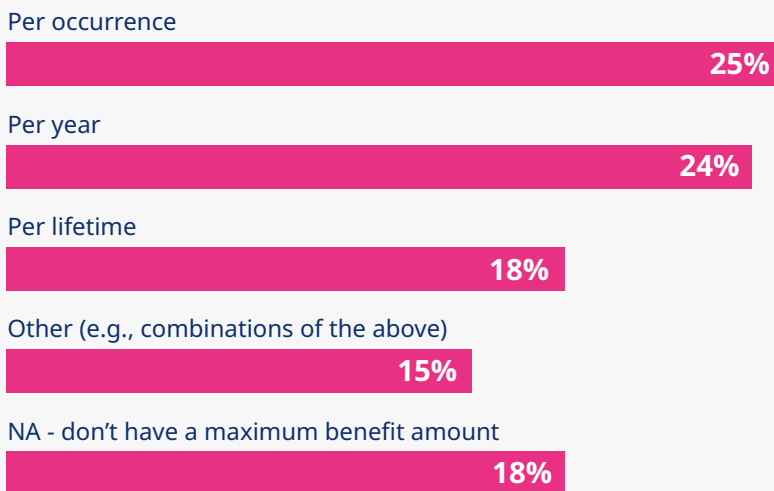 Per occurrence
25%
Per year
24%
Per lifetime
18%
Other (e.g., combinations of the above)
15%
NA - don’t have a maximum benefit amount
18%